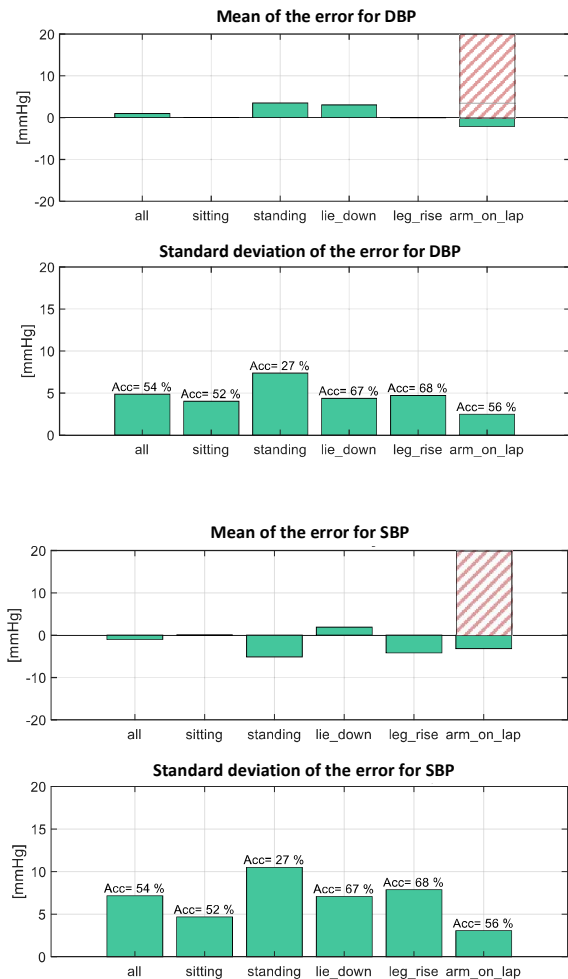 Mean of the error for DBP
20
10
0
-10
-20
[mmHg]
all sitting standing lie_down leg_rise arm_on_lap
Standard deviation of the error for DBP
20
15
10
5
0
[mmHg]
Acc= 54 % Acc= 52 % Acc= 27 % Acc= 67 % Acc= 68 % Acc= 56 %
all sitting standing lie_down leg_rise arm_on_lap
Mean of the error for SBP
20
10
0
-10
-20
[mmHg]
all sitting standing lie_down leg_rise arm_on_lap
Standard deviation of the error for SBP
20
15
10
5
0
[mmHg]
Acc= 54 % Acc= 52 % Acc= 27 % Acc= 67 % Acc= 68 % Acc= 56 %
all sitting standing lie_down leg_rise arm_on_lap